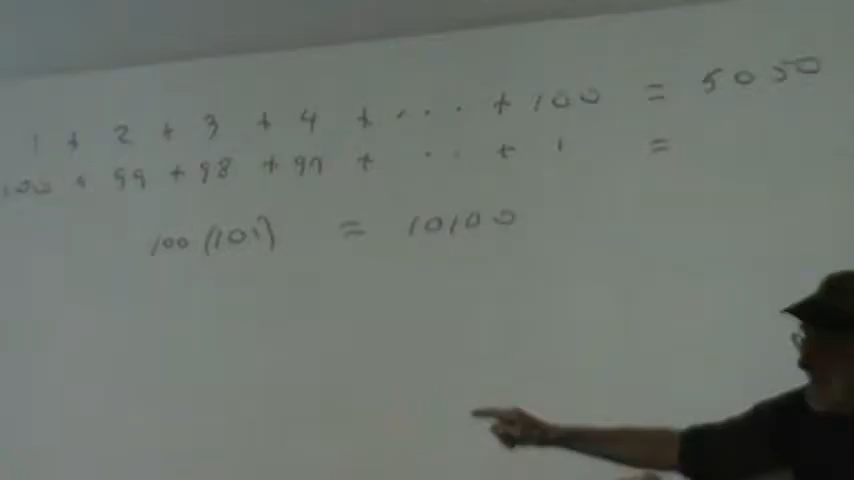 1 + 2 + 3 + 4 + . . . + 100 = 5050
100 + 99 + 98 + 97 + . . . + 1 =
100 (101) = 10100